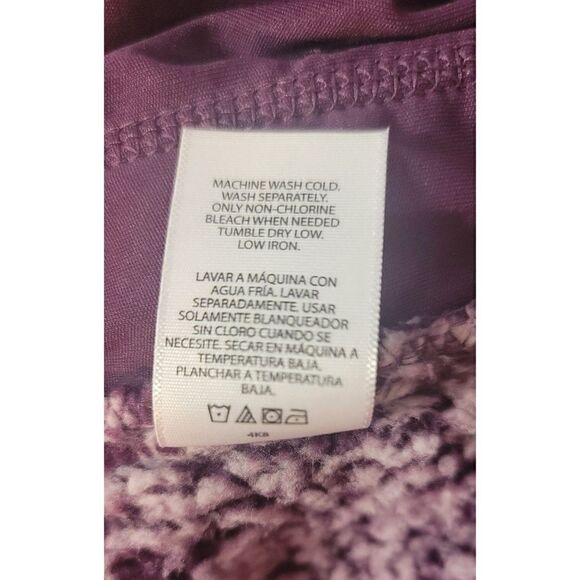 MACHINE WASH COLD.
WASH SEPARATELY.
ONLY NON-CHLORINE
BLEACH WHEN NEEDED
TUMBLE DRY LOW.
LOW IRON.
LAVAR A MÁQUINA CON
AGUA FRÍA. LAVAR
SEPARADAMENTE. USAR
SOLAMENTE BLANQUEADOR
SIN CLORO CUANDO SE
NECESITE. SECAR EN MÁQUINA A
TEMPERATURA BAJA.
PLANCHAR A TEMPERATURA
BAJA.
4K8